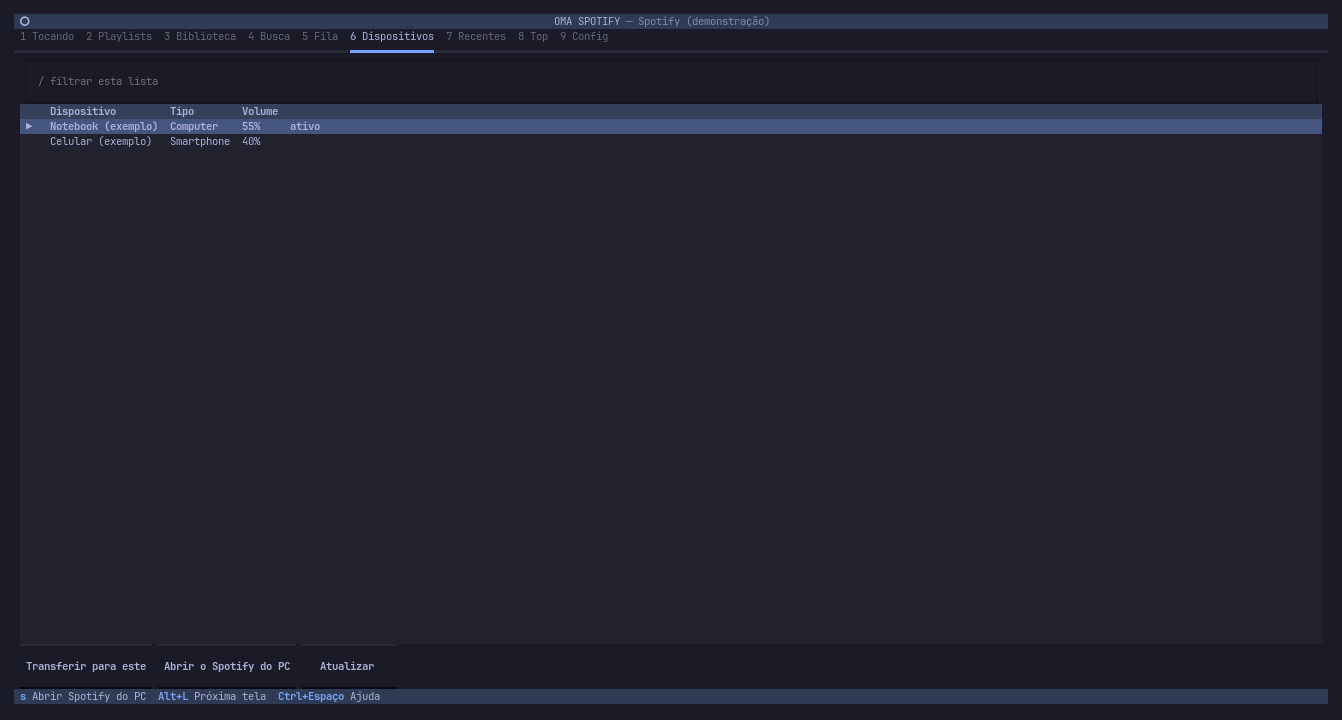 OMA SPOTIFY — Spotify (demonstração)
1 Tocando 2 Playlists 3 Biblioteca 4 Busca 5 Fila 6 Dispositivos 7 Recentes 8 Top 9 Config
/ filtrar esta lista
Dispositivo Tipo Volume
▶ Notebook (exemplo) Computer 55% ativo
Celular (exemplo) Smartphone 40%
Transferir para este Abrir o Spotify do PC Atualizar
s Abrir Spotify do PC Alt+L Próxima tela Ctrl+Espaço Ajuda